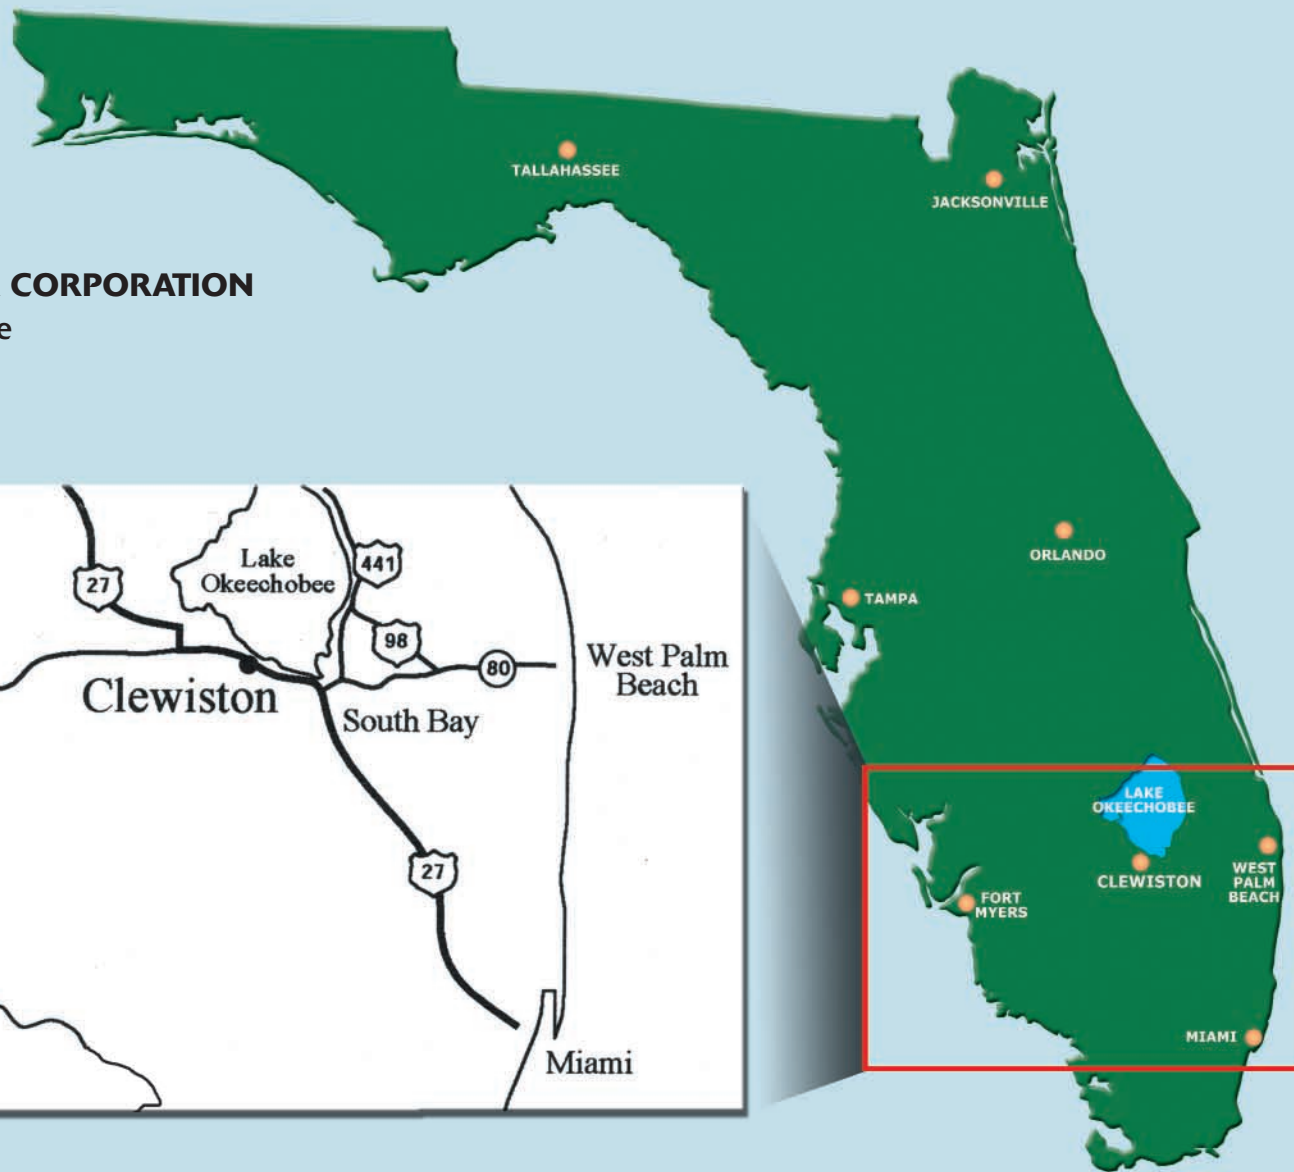 TALLAHASSEE
JACKSONVILLE
CORPORATION
e
ORLANDO
TAMPA
LAKE
OKEECHOBEE
CLEWISTON
WEST
PALM
BEACH
FORT
MYERS
MIAMI
Lake
Okeechobee
441
27
98
80
West Palm
Beach
Clewiston
South Bay
27
Miami